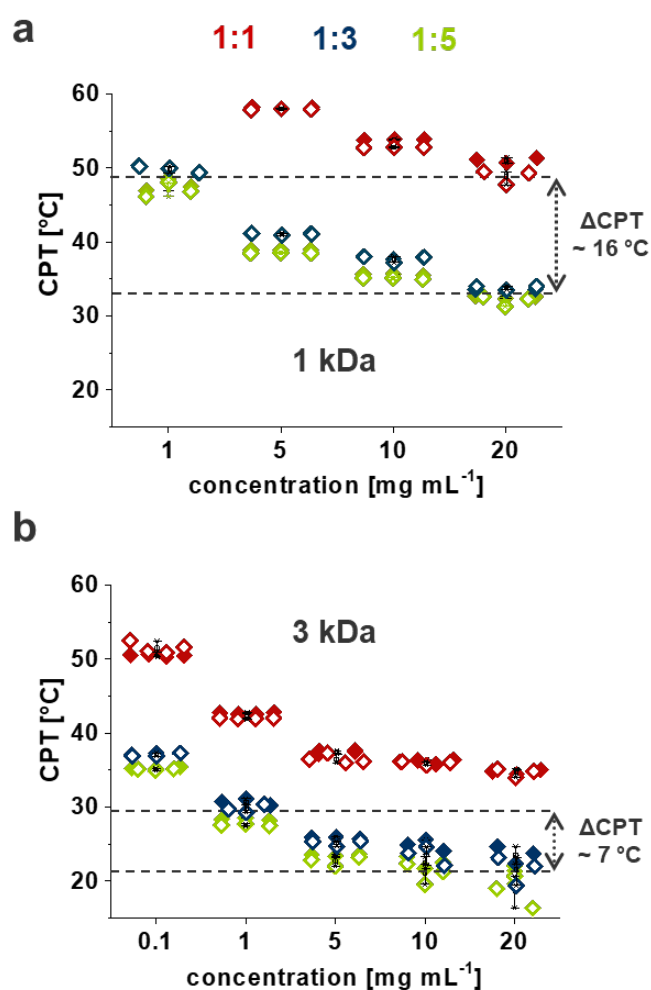 a
1:1 1:3 1:5
60
50
40
30
20
CPT [°C]
ΔCPT
~ 16 °C
1 kDa
1 5 10 20
concentration [mg mL⁻¹]
b
60
50
40
30
20
CPT [°C]
3 kDa
ΔCPT
~ 7 °C
0.1 1 5 10 20
concentration [mg mL⁻¹]